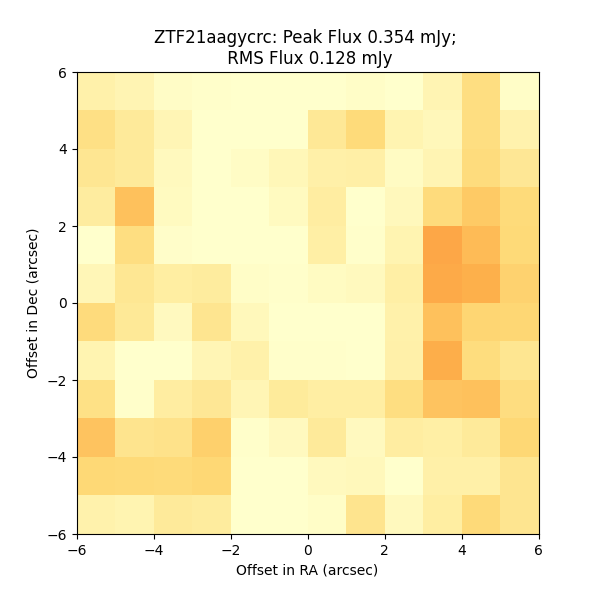 ZTF21aagycrc: Peak Flux 0.354 mJy;
RMS Flux 0.128 mJy
6
4
2
0
−2
−4
−6
Offset in Dec (arcsec)
−6 −4 −2 0 2 4 6
Offset in RA (arcsec)